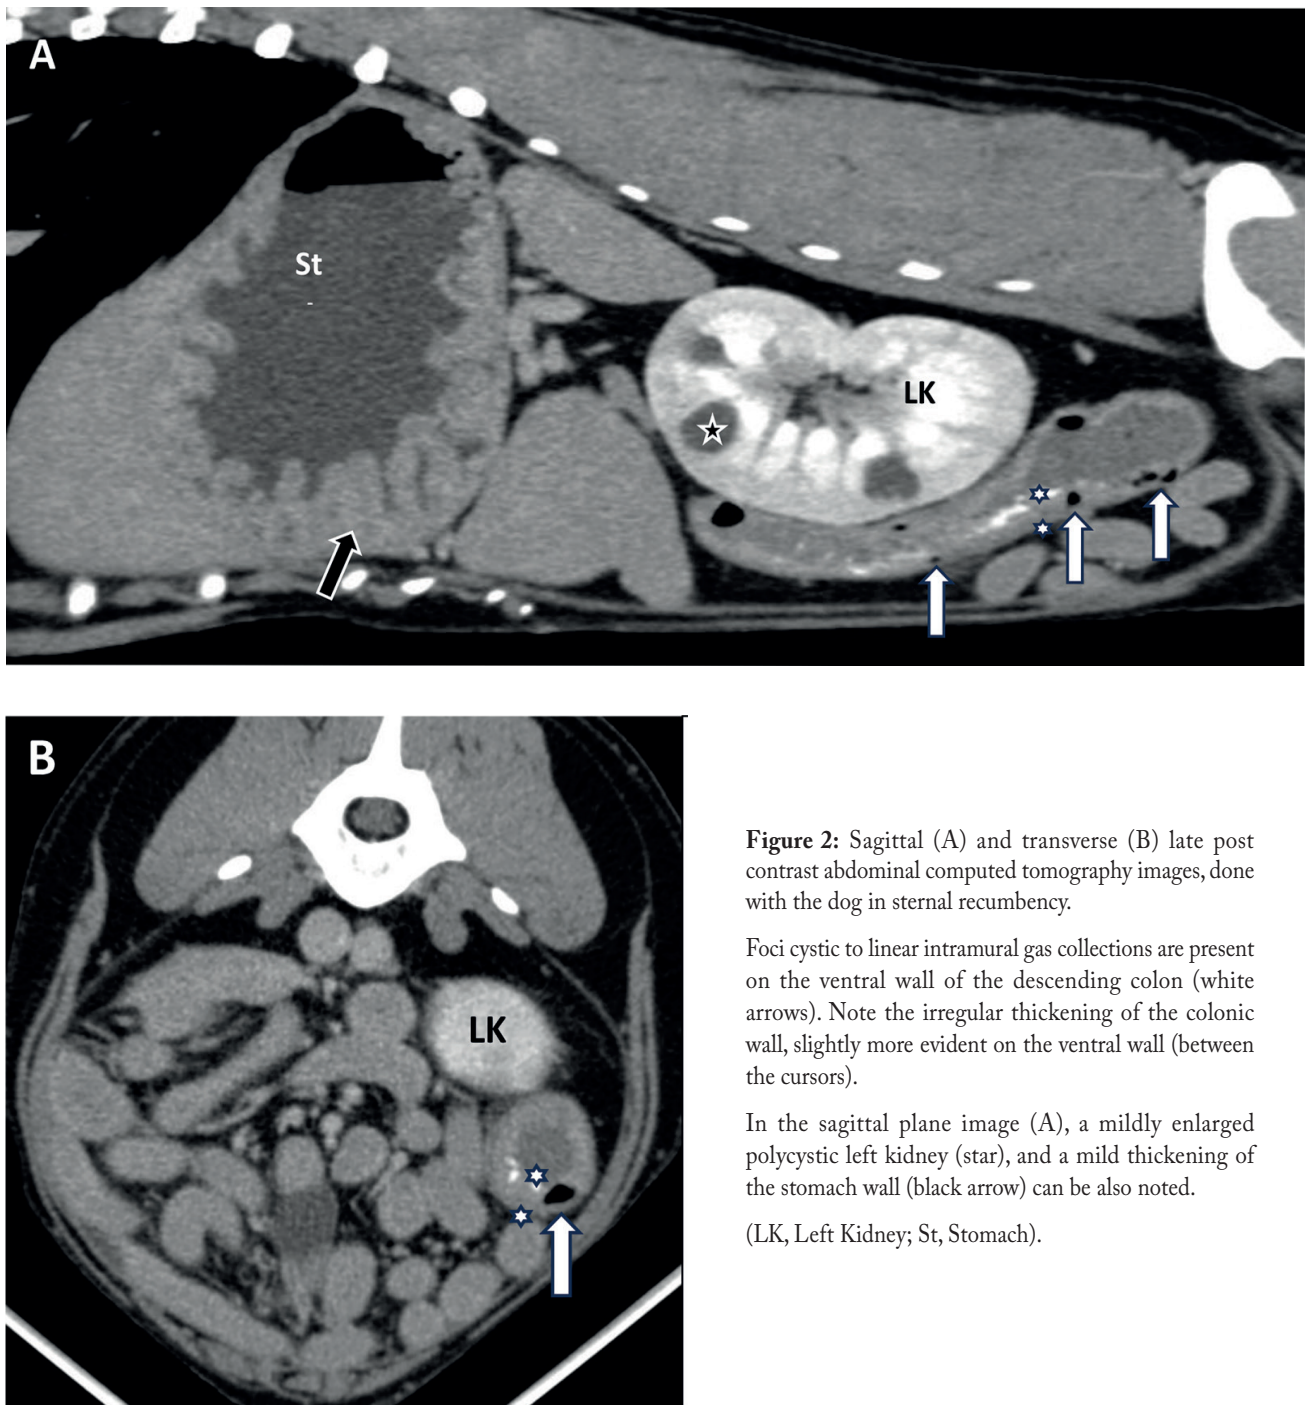 A
St
LK
B
LK
Figure 2: Sagittal (A) and transverse (B) late post
contrast abdominal computed tomography images, done
with the dog in sternal recumbency.
Foci cystic to linear intramural gas collections are present
on the ventral wall of the descending colon (white
arrows). Note the irregular thickening of the colonic
wall, slightly more evident on the ventral wall (between
the cursors).
In the sagittal plane image (A), a mildly enlarged
polycystic left kidney (star), and a mild thickening of
the stomach wall (black arrow) can be also noted.
(LK, Left Kidney; St, Stomach).